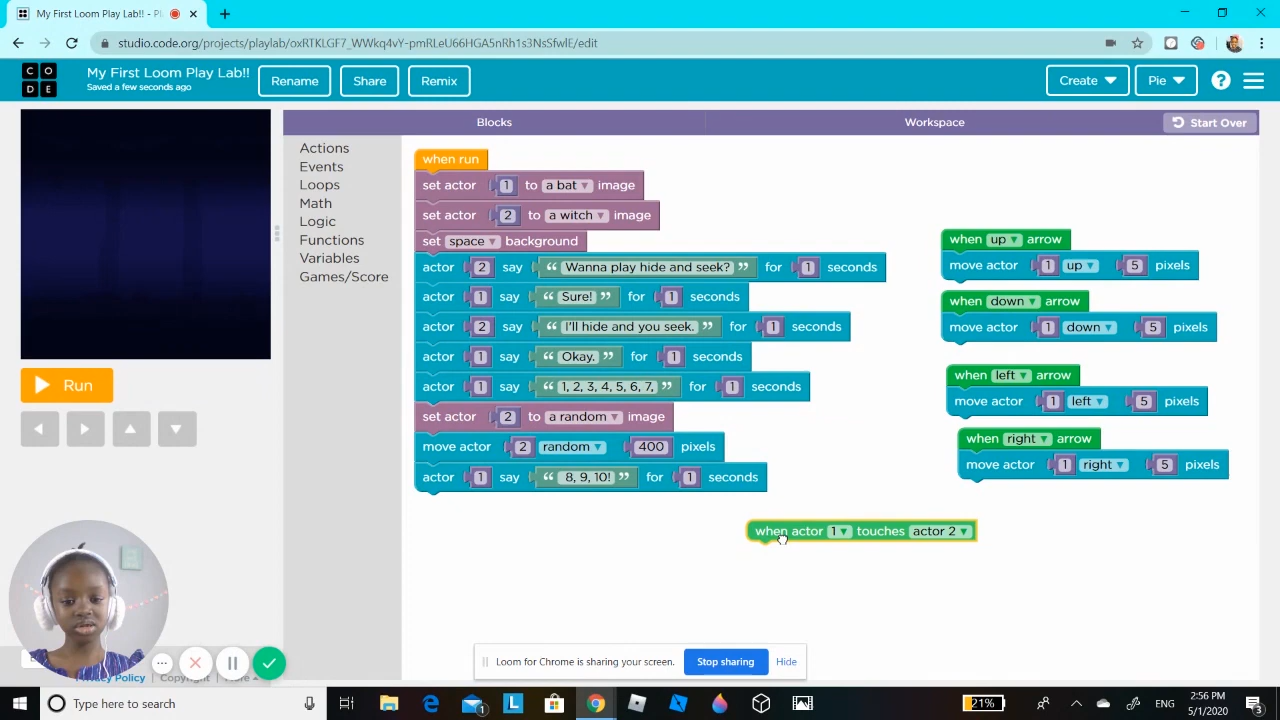 My First Loom Play Lab!! - P
studio.code.org/projects/playlab/oxRTKLGF7_WWkq4vY-pmRLeU66HGA5nRh1s3NsSfwlE/edit
C O
D E
My First Loom Play Lab!!
Saved a few seconds ago
Rename
Share
Remix
Create
Pie
?
Blocks
Workspace
Start Over
Actions
Events
Loops
Math
Logic
Functions
Variables
Games/Score
when run
set actor 1 to a bat image
set actor 2 to a witch image
set space background
actor 2 say “ Wanna play hide and seek? ” for 1 seconds
actor 1 say “ Sure! ” for 1 seconds
actor 2 say “ I'll hide and you seek. ” for 1 seconds
actor 1 say “ Okay. ” for 1 seconds
actor 1 say “ 1, 2, 3, 4, 5, 6, 7, ” for 1 seconds
set actor 2 to a random image
move actor 2 random 400 pixels
actor 1 say “ 8, 9, 10! ” for 1 seconds
when up arrow
move actor 1 up 5 pixels
when down arrow
move actor 1 down 5 pixels
when left arrow
move actor 1 left 5 pixels
when right arrow
move actor 1 right 5 pixels
when actor 1 touches actor 2
Run
Loom for Chrome is sharing your screen.
Stop sharing
Hide
Privacy Policy
Copyright
More
Type here to search
L
1
21%
ENG
2:56 PM
5/1/2020
3